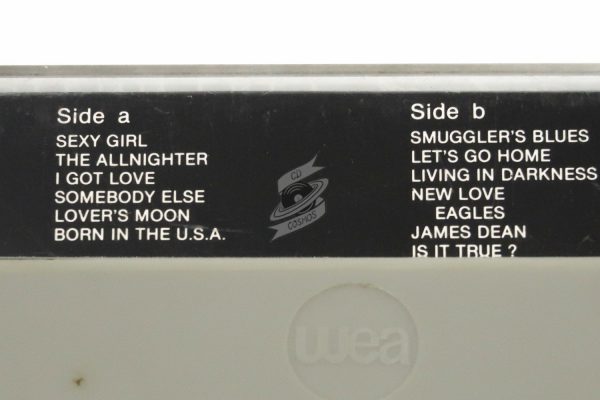 Side a
SEXY GIRL
THE ALLNIGHTER
I GOT LOVE
SOMEBODY ELSE
LOVER'S MOON
BORN IN THE U.S.A.
Side b
SMUGGLER'S BLUES
LET'S GO HOME
LIVING IN DARKNESS
NEW LOVE
EAGLES
JAMES DEAN
IS IT TRUE ?
CD
COSMOS
wea